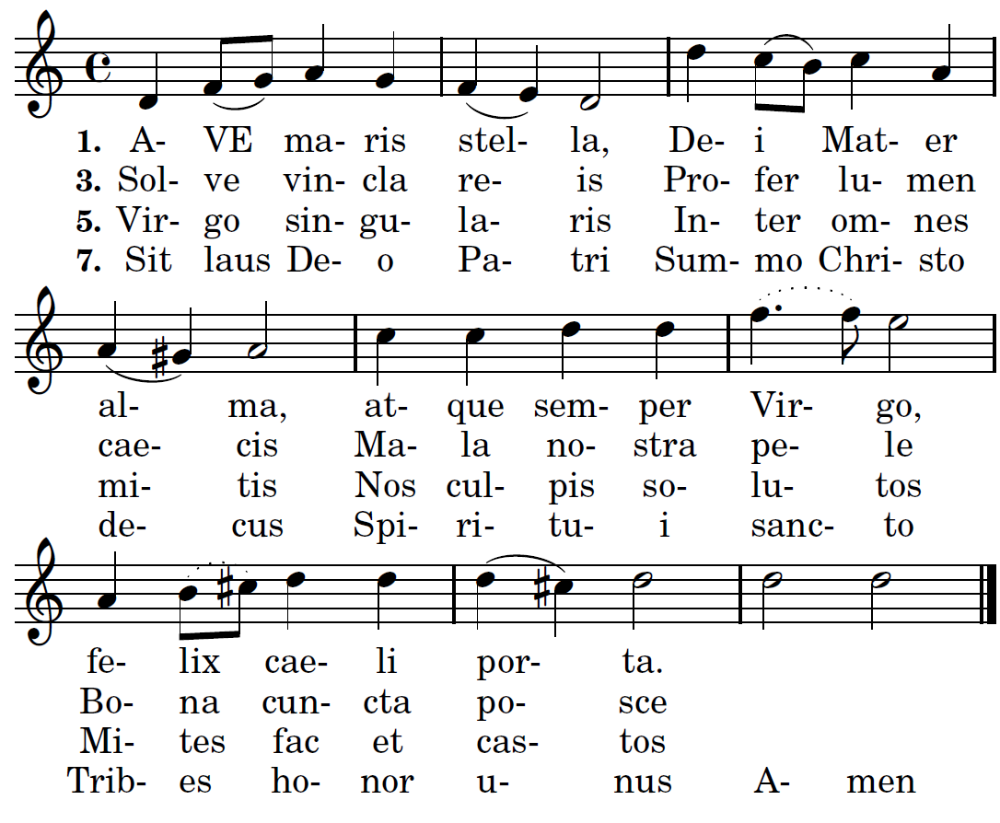 1. A- VE ma- ris stel- la, De- i Mat- er
3. Sol- ve vin- cla re- is Pro- fer lu- men
5. Vir- go sin- gu- la- ris In- ter om- nes
7. Sit laus De- o Pa- tri Sum- mo Chri- sto
al- ma, at- que sem- per Vir- go,
cae- cis Ma- la no- stra pe- le
mi- tis Nos cul- pis so- lu- tos
de- cus Spi- ri- tu- i sanc- to
fe- lix cae- li por- ta.
Bo- na cun- cta po- sce
Mi- tes fac et cas- tos
Trib- es ho- nor u- nus A- men